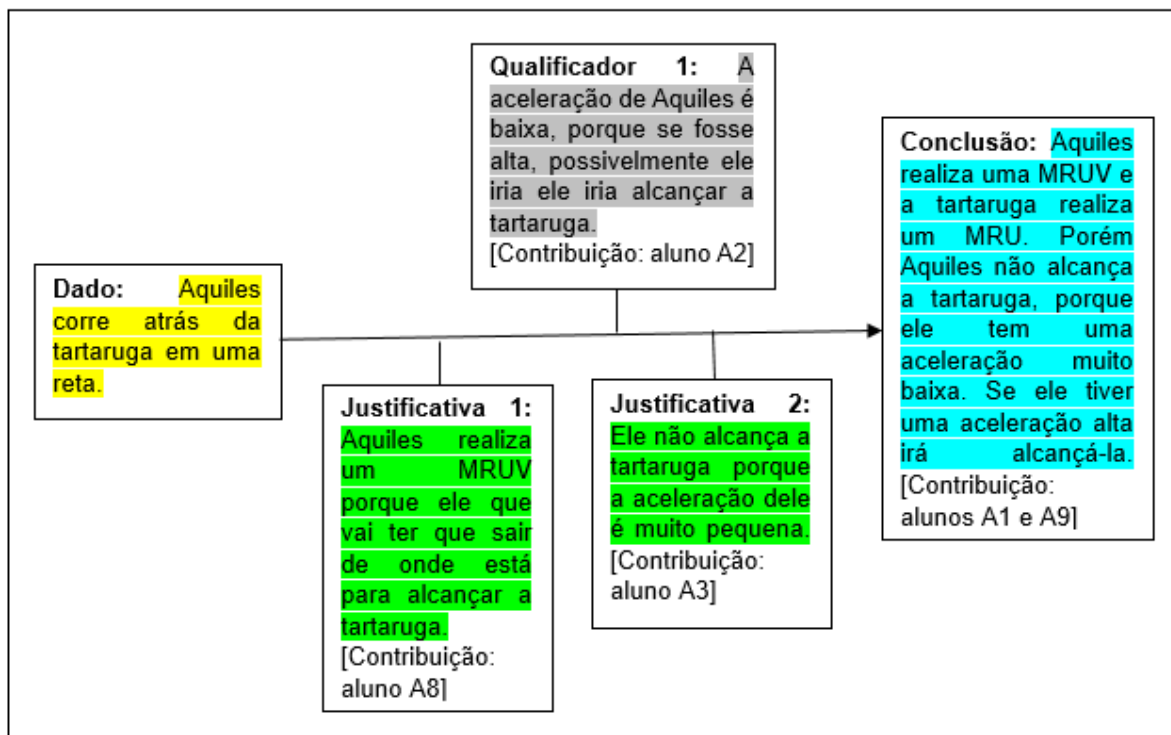 Qualificador 1: A
aceleração de Aquiles é
baixa, porque se fosse
alta, possivelmente ele
iria ele iria alcançar a
tartaruga.
[Contribuição: aluno A2]
Conclusão: Aquiles
realiza uma MRUV e
a tartaruga realiza
um MRU. Porém
Aquiles não alcança
a tartaruga, porque
ele tem uma
aceleração muito
baixa. Se ele tiver
uma aceleração alta
irá alcançá-la.
[Contribuição:
alunos A1 e A9]
Dado: Aquiles
corre atrás da
tartaruga em uma
reta.
Justificativa 1:
Aquiles realiza
um MRUV
porque ele que
vai ter que sair
de onde está
para alcançar a
tartaruga.
[Contribuição:
aluno A8]
Justificativa 2:
Ele não alcança a
tartaruga porque
a aceleração dele
é muito pequena.
[Contribuição:
aluno A3]